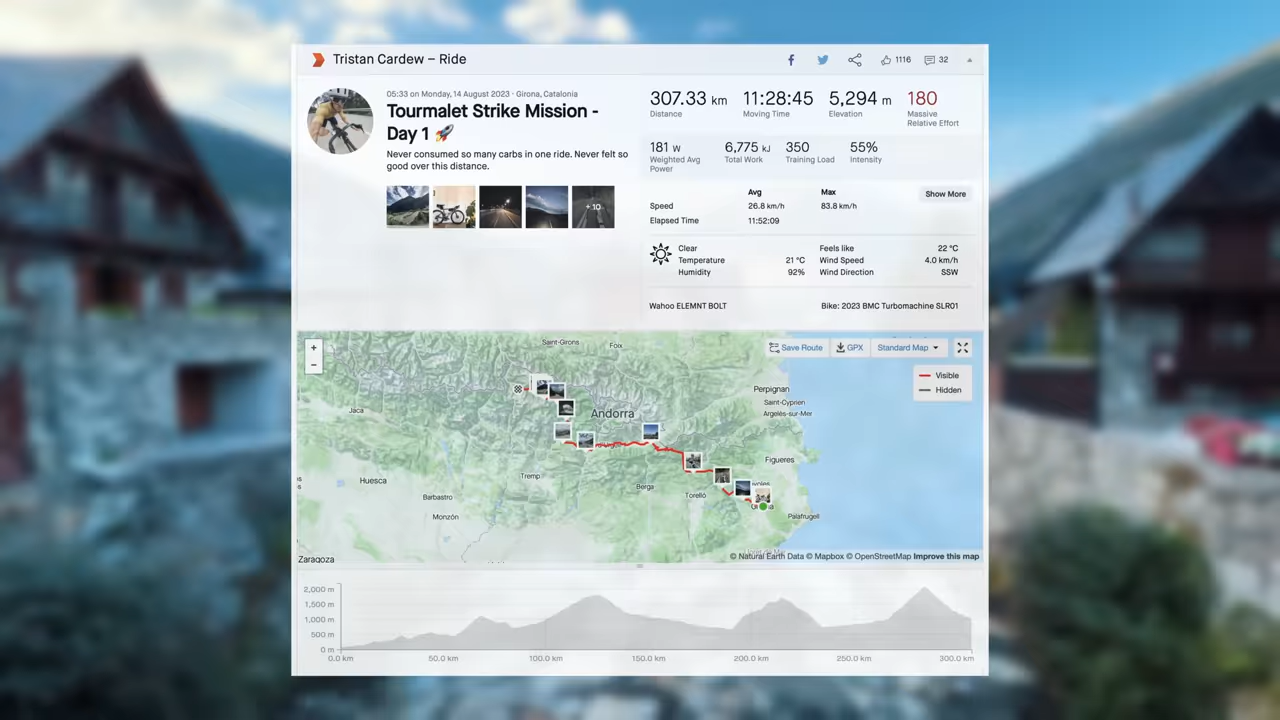 Tristan Cardew – Ride
1116
32
05:33 on Monday, 14 August 2023 · Girona, Catalonia
Tourmalet Strike Mission -
Day 1 🚀
Never consumed so many carbs in one ride. Never felt so
good over this distance.
+10
307.33 km
Distance
11:28:45
Moving Time
5,294 m
Elevation
180
Massive
Relative Effort
181 W
Weighted Avg
Power
6,775 kJ
Total Work
350
Training Load
55%
Intensity
Avg Max
Show More
Speed 26.8 km/h 83.8 km/h
Elapsed Time 11:52:09
Clear Feels like 22 °C
Temperature 21 °C Wind Speed 4.0 km/h
Humidity 92% Wind Direction SSW
Wahoo ELEMNT BOLT Bike: 2023 BMC Turbomachine SLR01
+
−
Save Route GPX Standard Map
Visible
Hidden
Saint-Girons
Foix
Perpignan
Saint-Cyprien
Argelès-sur-Mer
Jaca
Andorra
Figueres
Huesca
Tremp
Berga
Torelló
Barbastro
Monzón
Palafrugell
Zaragoza
© Natural Earth Data © Mapbox © OpenStreetMap Improve this map
2,000 m
1,500 m
1,000 m
500 m
0 m
0.0 km 50.0 km 100.0 km 150.0 km 200.0 km 250.0 km 300.0 km